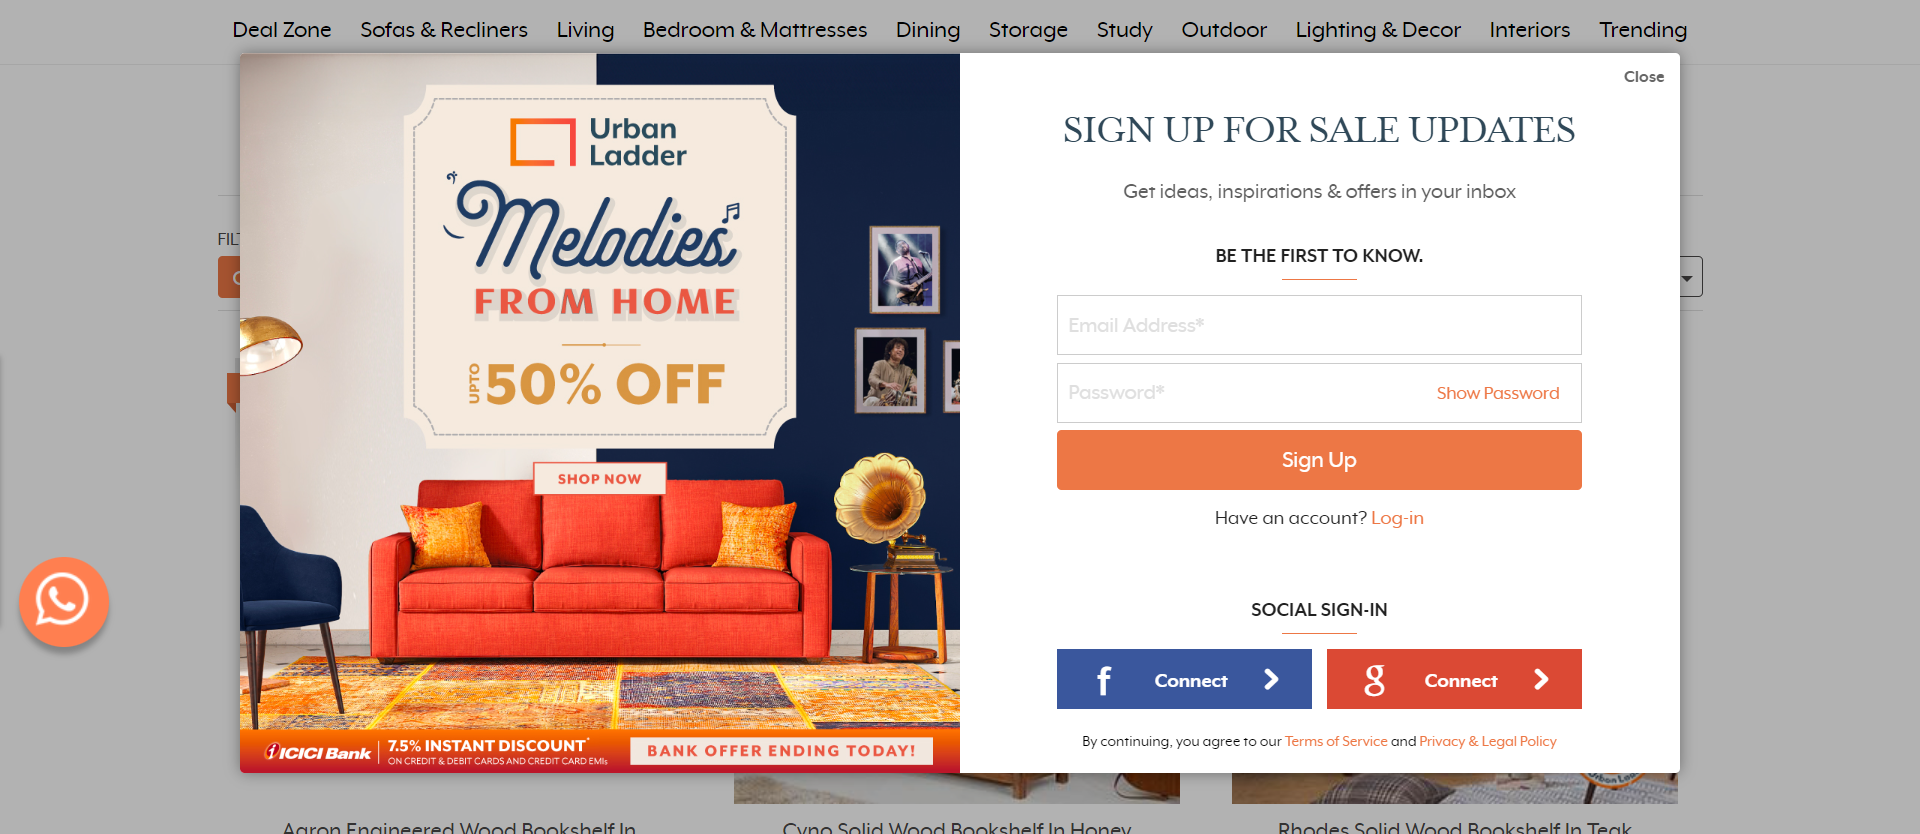 Deal Zone Sofas & Recliners Living Bedroom & Mattresses Dining Storage Study Outdoor Lighting & Decor Interiors Trending
Close
Urban
Ladder
Melodies
FROM HOME
UPTO 50% OFF
SHOP NOW
ICICI Bank 7.5% INSTANT DISCOUNT*
ON CREDIT & DEBIT CARDS AND CREDIT CARD EMIs
BANK OFFER ENDING TODAY!
SIGN UP FOR SALE UPDATES
Get ideas, inspirations & offers in your inbox
BE THE FIRST TO KNOW.
Email Address*
Password* Show Password
Sign Up
Have an account? Log-in
SOCIAL SIGN-IN
f Connect g Connect
By continuing, you agree to our Terms of Service and Privacy & Legal Policy
Aaron Engineered Wood Bookshelf In Cyno Solid Wood Bookshelf In Honey Rhodes Solid Wood Bookshelf In Teak